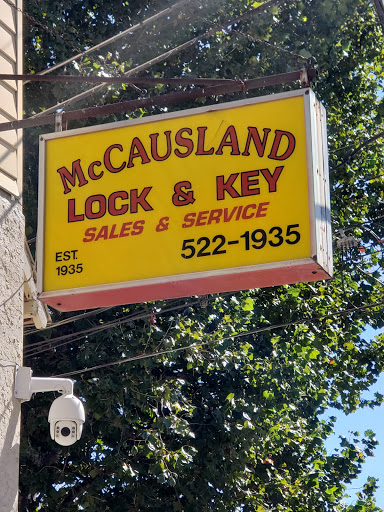 McCAUSLAND
LOCK & KEY
SALES & SERVICE
EST.
1935
522-1935